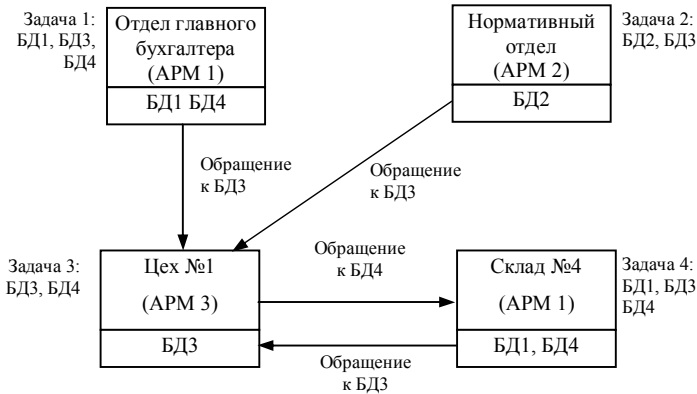 Задача 1:
БД1, БД3,
БД4
Отдел главного
бухгалтера
(АРМ 1)
БД1 БД4
Нормативный
отдел
(АРМ 2)
БД2
Задача 2:
БД2, БД3
Обращение
к БД3
Обращение
к БД3
Задача 3:
БД3, БД4
Цех №1
(АРМ 3)
БД3
Обращение
к БД4
Обращение
к БД3
Склад №4
(АРМ 1)
БД1, БД4
Задача 4:
БД1, БД3
БД4